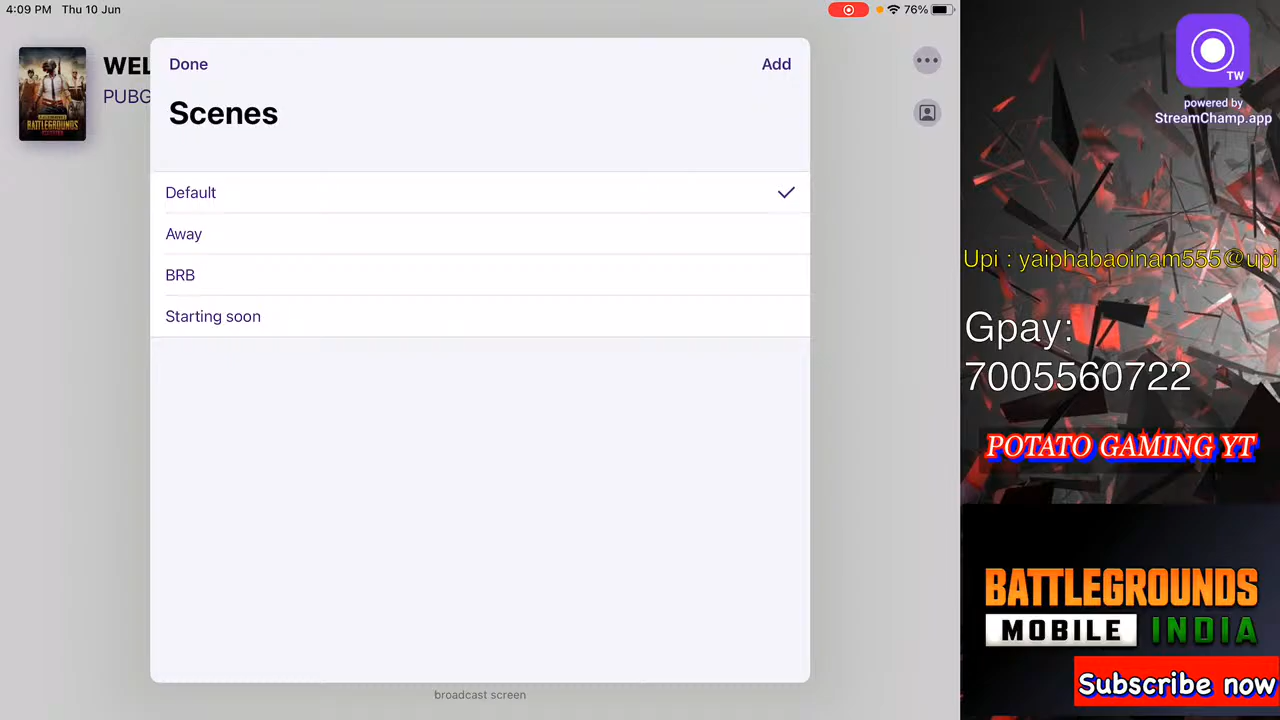 4:09 PM Thu 10 Jun
76%
WEL
PUBG
BATTLEGROUNDS
Done
Add
Scenes
Default
Away
BRB
Starting soon
broadcast screen
TW
powered by
StreamChamp.app
Upi : yaiphabaoinam555@upi
Gpay:
7005560722
POTATO GAMING YT
BATTLEGROUNDS
MOBILE INDIA
Subscribe now